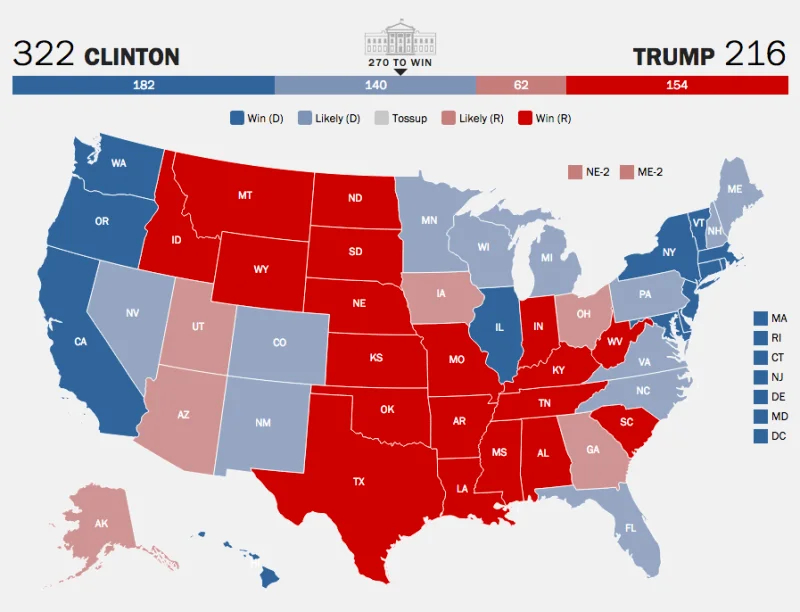 322 CLINTON
270 TO WIN
TRUMP 216
182
140
62
154
Win (D)
Likely (D)
Tossup
Likely (R)
Win (R)
NE-2
ME-2
WA
MT
ND
MN
ME
VT
NH
OR
ID
SD
WI
MI
NY
WY
NE
IA
PA
NV
UT
CO
IL
IN
OH
MA
RI
CA
KS
MO
WV
VA
CT
KY
NC
NJ
DE
AZ
NM
OK
AR
TN
SC
MD
DC
MS
AL
GA
TX
LA
AK
FL